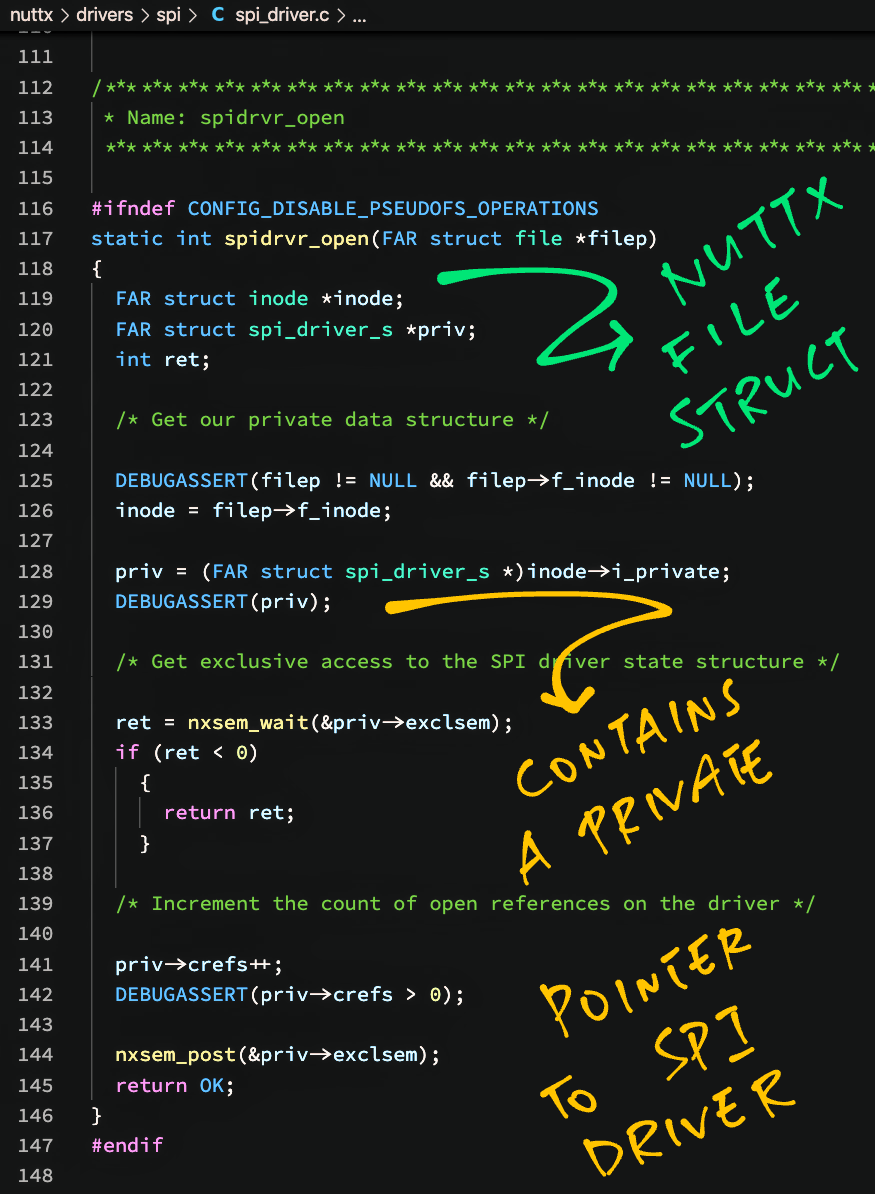 nuttx > drivers > spi > C spi_driver.c > ...
111
112 /****************************************************************
113 * Name: spidrvr_open
114 ****************************************************************
115
116 #ifndef CONFIG_DISABLE_PSEUDOFS_OPERATIONS
117 static int spidrvr_open(FAR struct file *filep)
118 {
119 FAR struct inode *inode;
120 FAR struct spi_driver_s *priv;
121 int ret;
122
123 /* Get our private data structure */
124
125 DEBUGASSERT(filep != NULL && filep->f_inode != NULL);
126 inode = filep->f_inode;
127
128 priv = (FAR struct spi_driver_s *)inode->i_private;
129 DEBUGASSERT(priv);
130
131 /* Get exclusive access to the SPI driver state structure */
132
133 ret = nxsem_wait(&priv->exclsem);
134 if (ret < 0)
135 {
136 return ret;
137 }
138
139 /* Increment the count of open references on the driver */
140
141 priv->crefs++;
142 DEBUGASSERT(priv->crefs > 0);
143
144 nxsem_post(&priv->exclsem);
145 return OK;
146 }
147 #endif
148
NUTTX
FILE
STRUCT
CONTAINS
A PRIVATE
POINTER
TO SPI
DRIVER